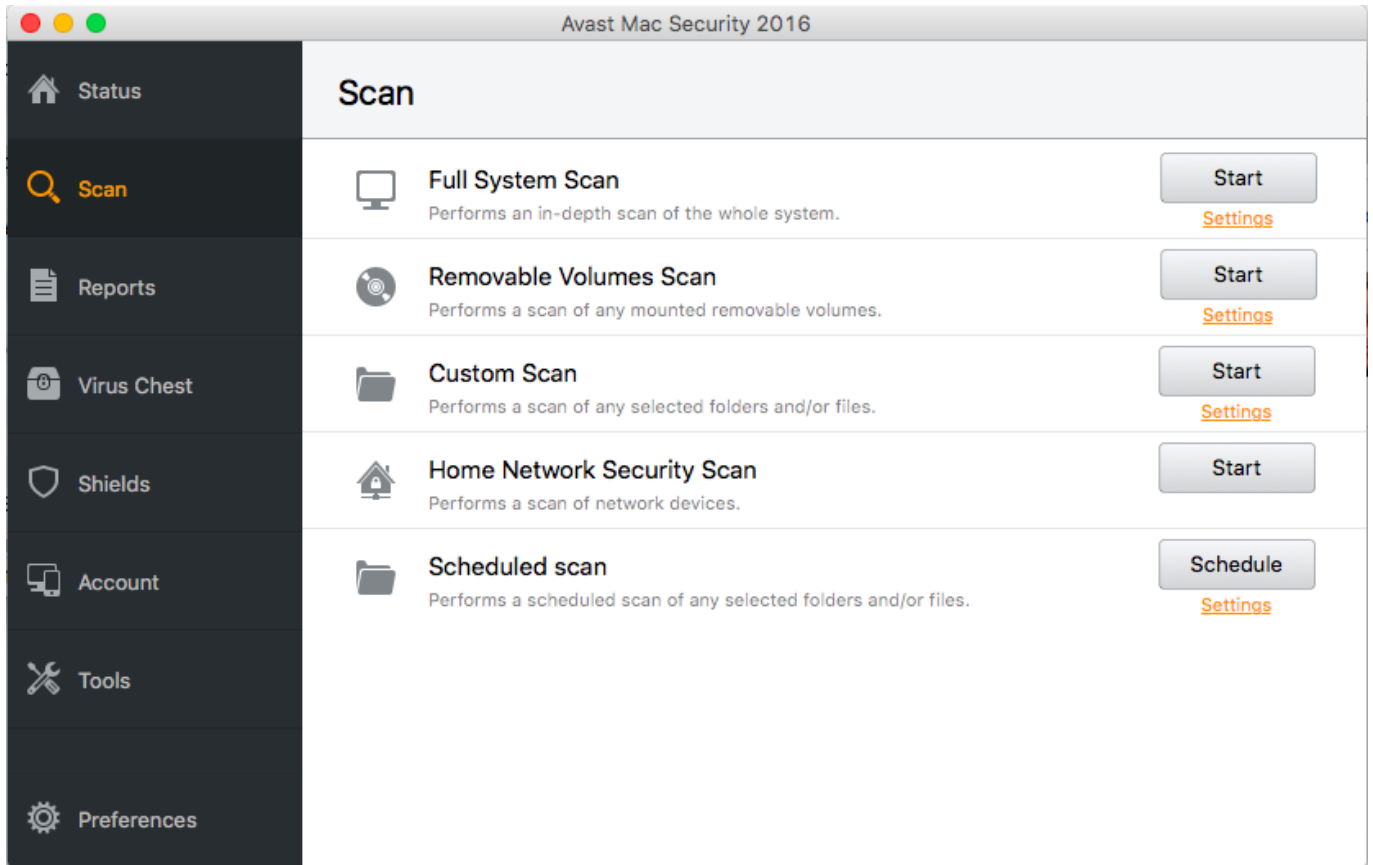 Avast Mac Security 2016
Status
Scan
Reports
Virus Chest
Shields
Account
Tools
Preferences
Scan
Full System Scan
Performs an in-depth scan of the whole system.
Start
Settings
Removable Volumes Scan
Performs a scan of any mounted removable volumes.
Start
Settings
Custom Scan
Performs a scan of any selected folders and/or files.
Start
Settings
Home Network Security Scan
Performs a scan of network devices.
Start
Scheduled scan
Performs a scheduled scan of any selected folders and/or files.
Schedule
Settings